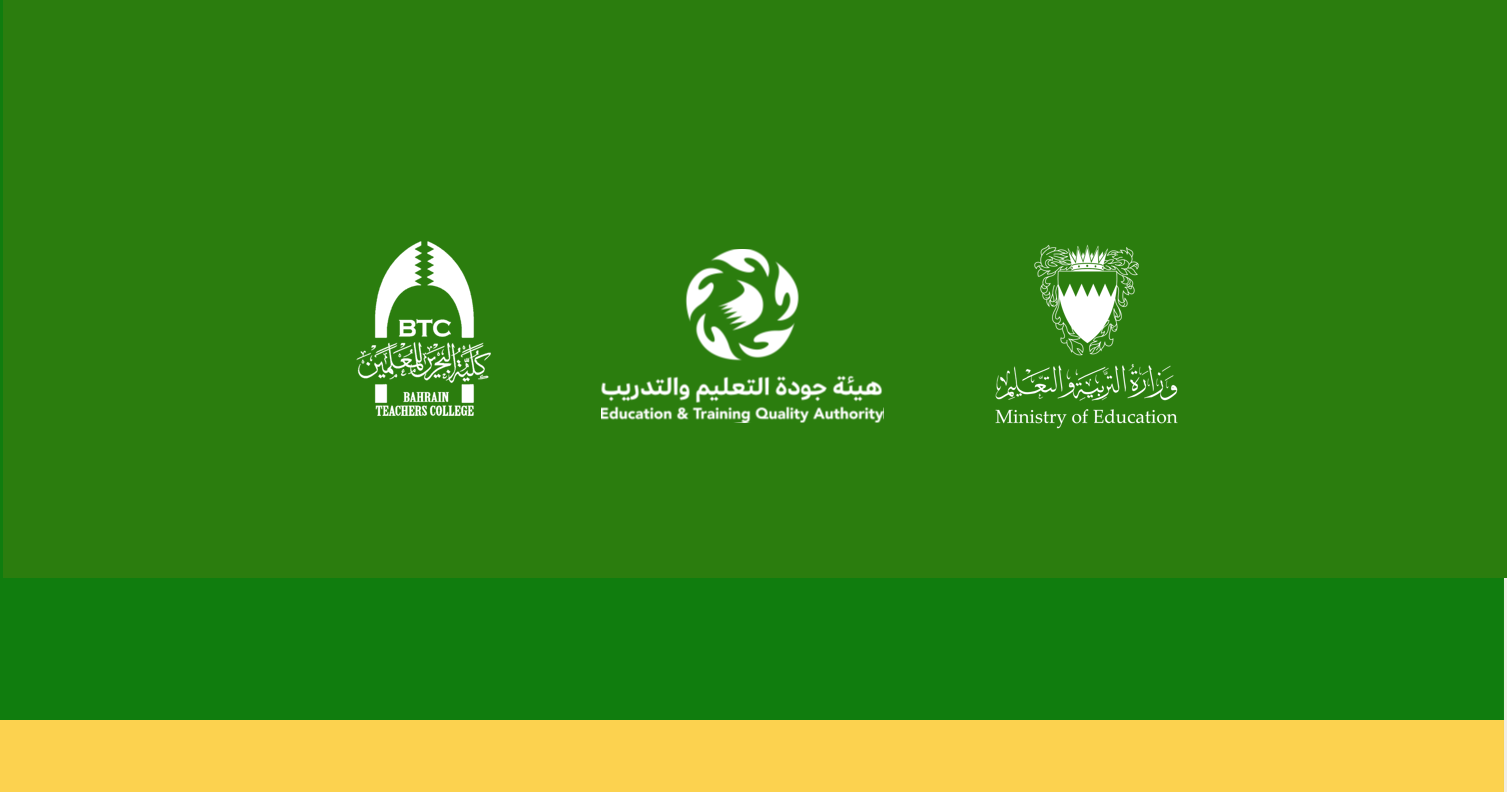 BTC
كلية البحرين للمعلمين
BAHRAIN
TEACHERS COLLEGE
هيئة جودة التعليم والتدريب
Education & Training Quality Authority
وزارة التربية والتعليم
Ministry of Education